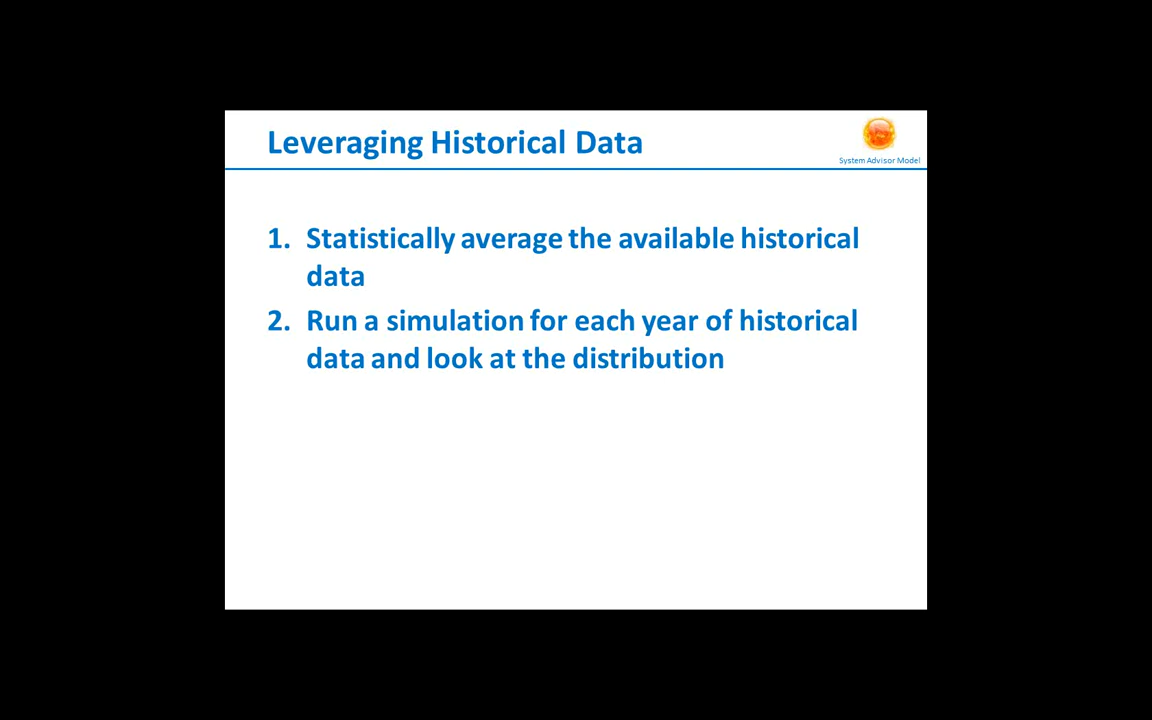 Leveraging Historical Data
System Advisor Model
1. Statistically average the available historical
data
2. Run a simulation for each year of historical
data and look at the distribution